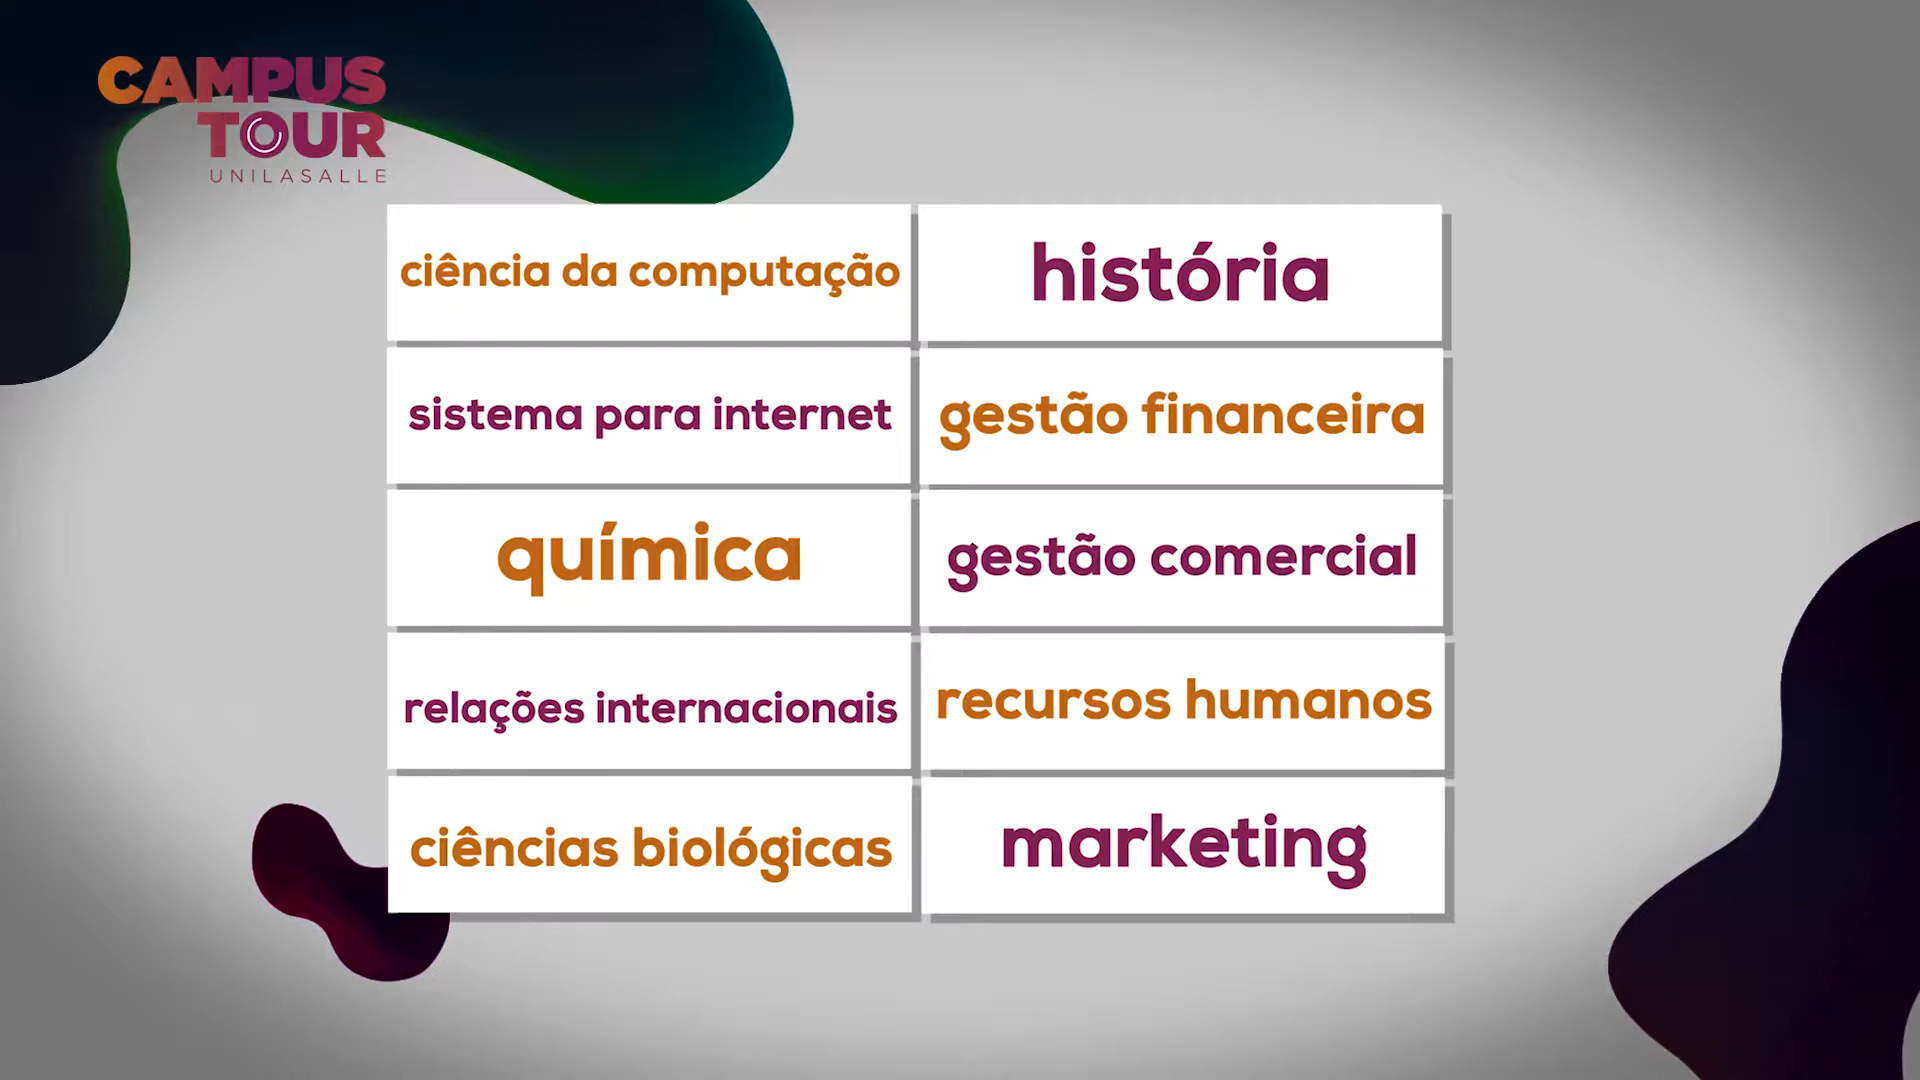 CAMPUS
TOUR
UNILASALLE
ciência da computação
história
sistema para internet
gestão financeira
química
gestão comercial
relações internacionais
recursos humanos
ciências biológicas
marketing